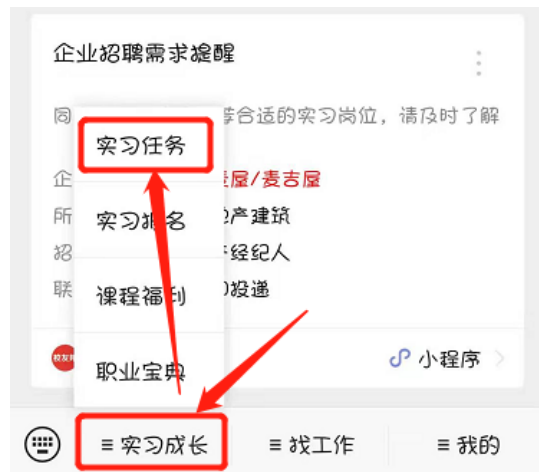 企业招聘需求提醒
同 荐合适的实习岗位，请及时了解
实习任务
企 屋/麦吉屋
所 产建筑
实习报名
招 经纪人
联 投递
课程福利
小程序
职业宝典
≡ 实习成长 ≡ 找工作 ≡ 我的